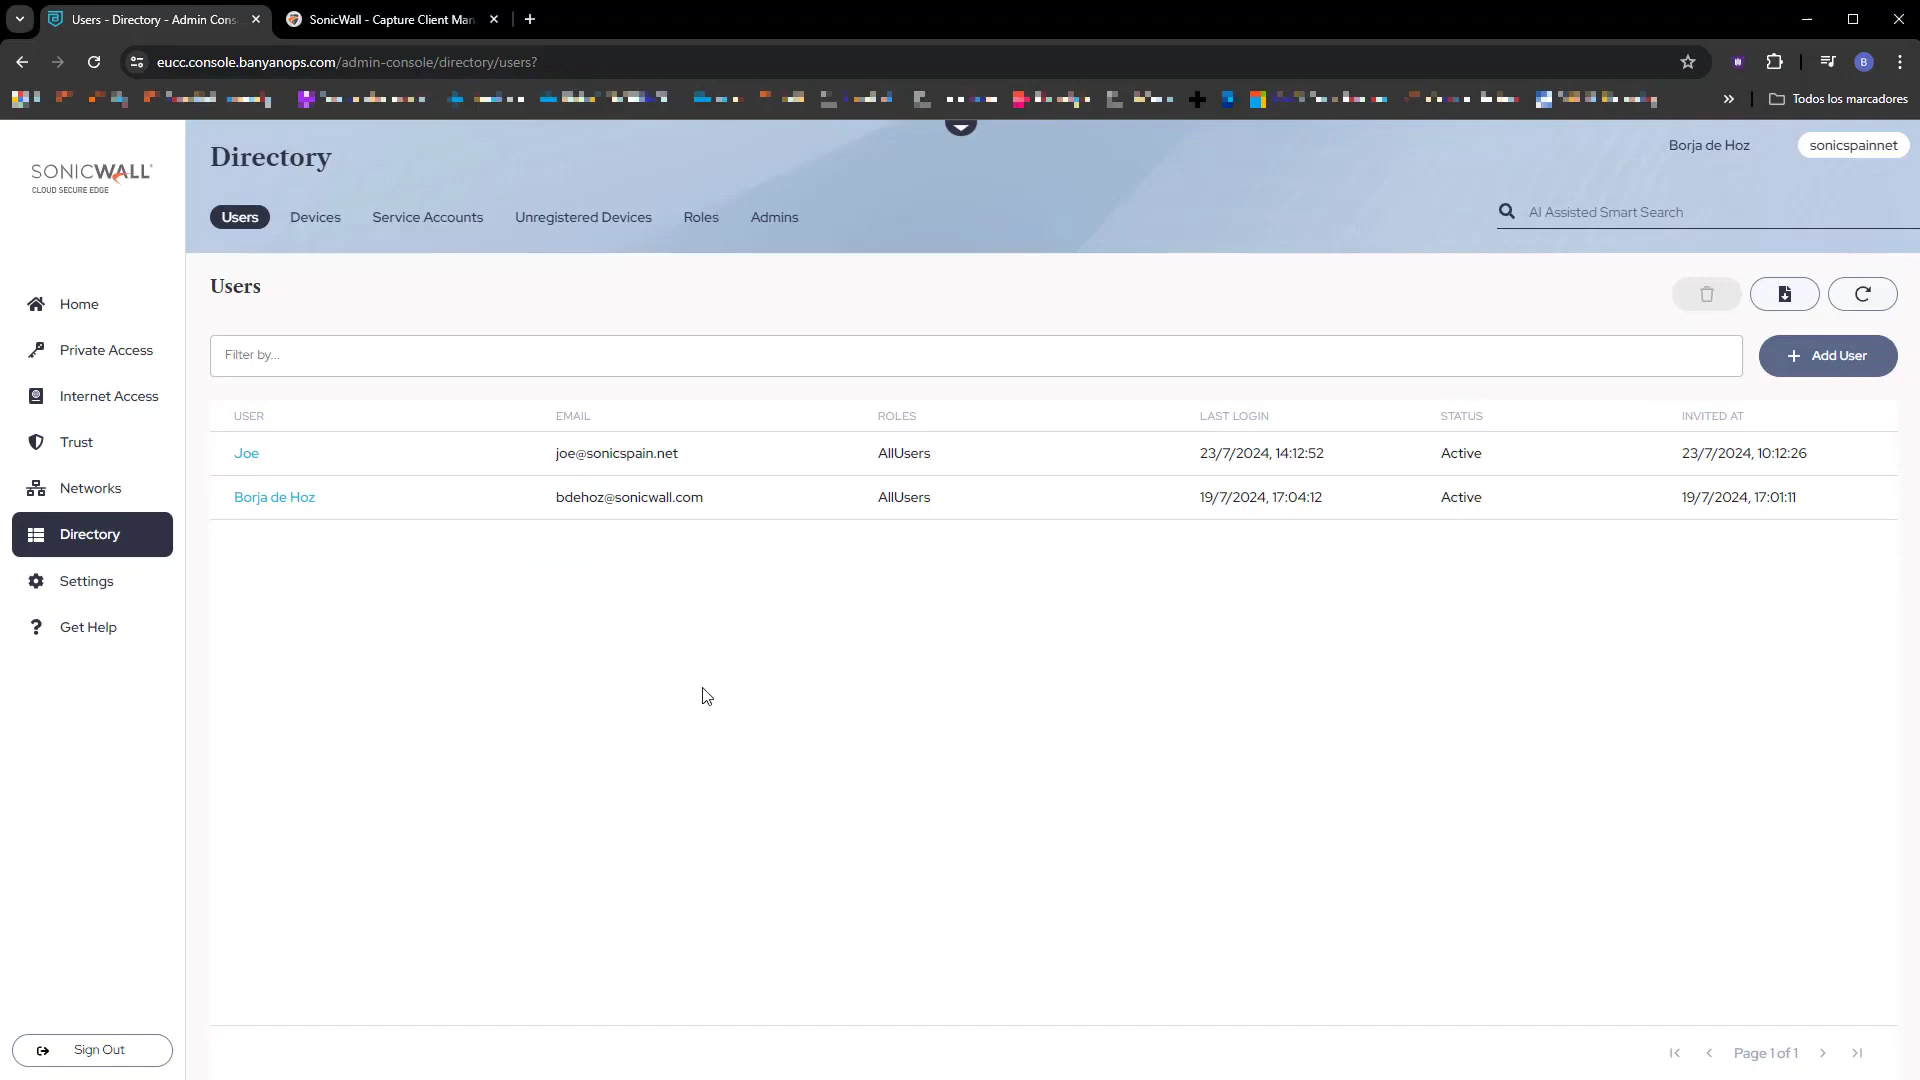 Users - Directory - Admin Cons
SonicWall - Capture Client Man
eucc.console.banyanops.com/admin-console/directory/users?
B
Todos los marcadores
SONICWALL
CLOUD SECURE EDGE
Directory
Borja de Hoz
sonicspainnet
Users
Devices
Service Accounts
Unregistered Devices
Roles
Admins
AI Assisted Smart Search
Home
Private Access
Internet Access
Trust
Networks
Directory
Settings
Get Help
Sign Out
Users
Filter by...
+ Add User
USER EMAIL ROLES LAST LOGIN STATUS INVITED AT
Joe joe@sonicspain.net AllUsers 23/7/2024, 14:12:52 Active 23/7/2024, 10:12:26
Borja de Hoz bdehoz@sonicwall.com AllUsers 19/7/2024, 17:04:12 Active 19/7/2024, 17:01:11
Page 1 of 1